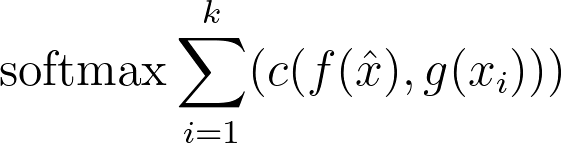 softmax \sum_{i=1}^{k} (c(f(\hat{x}), g(x_i)))